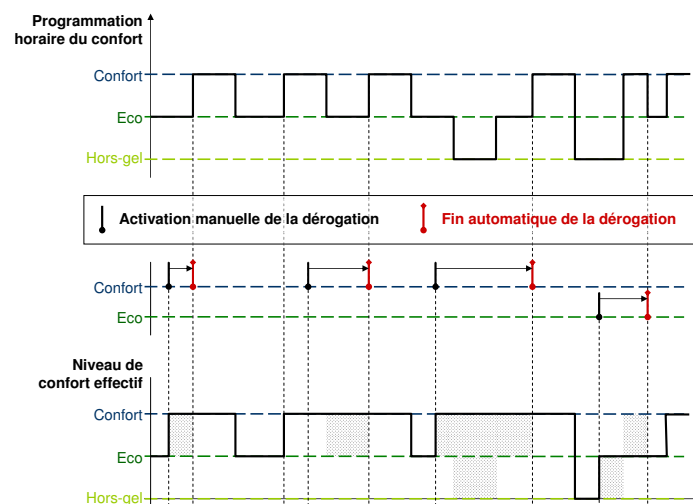 Programmation
horaire du confort
Confort
Eco
Hors-gel
Activation manuelle de la dérogation
Fin automatique de la dérogation
Confort
Eco
Niveau de
confort effectif
Confort
Eco
Hors-gel